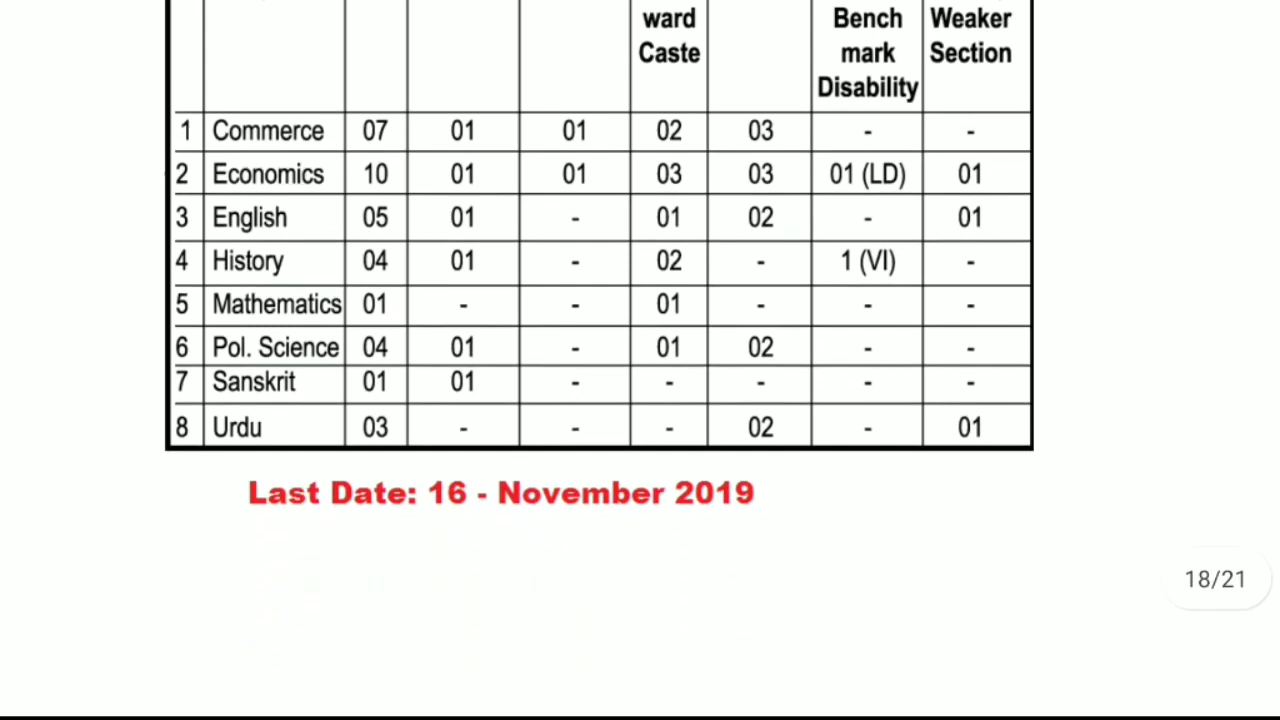 ward Bench Weaker
Caste mark Section
Disability
1 Commerce 07 01 01 02 03 - -
2 Economics 10 01 01 03 03 01 (LD) 01
3 English 05 01 - 01 02 - 01
4 History 04 01 - 02 - 1 (VI) -
5 Mathematics 01 - - 01 - - -
6 Pol. Science 04 01 - 01 02 - -
7 Sanskrit 01 01 - - - - -
8 Urdu 03 - - - 02 - 01
Last Date: 16 - November 2019
18/21